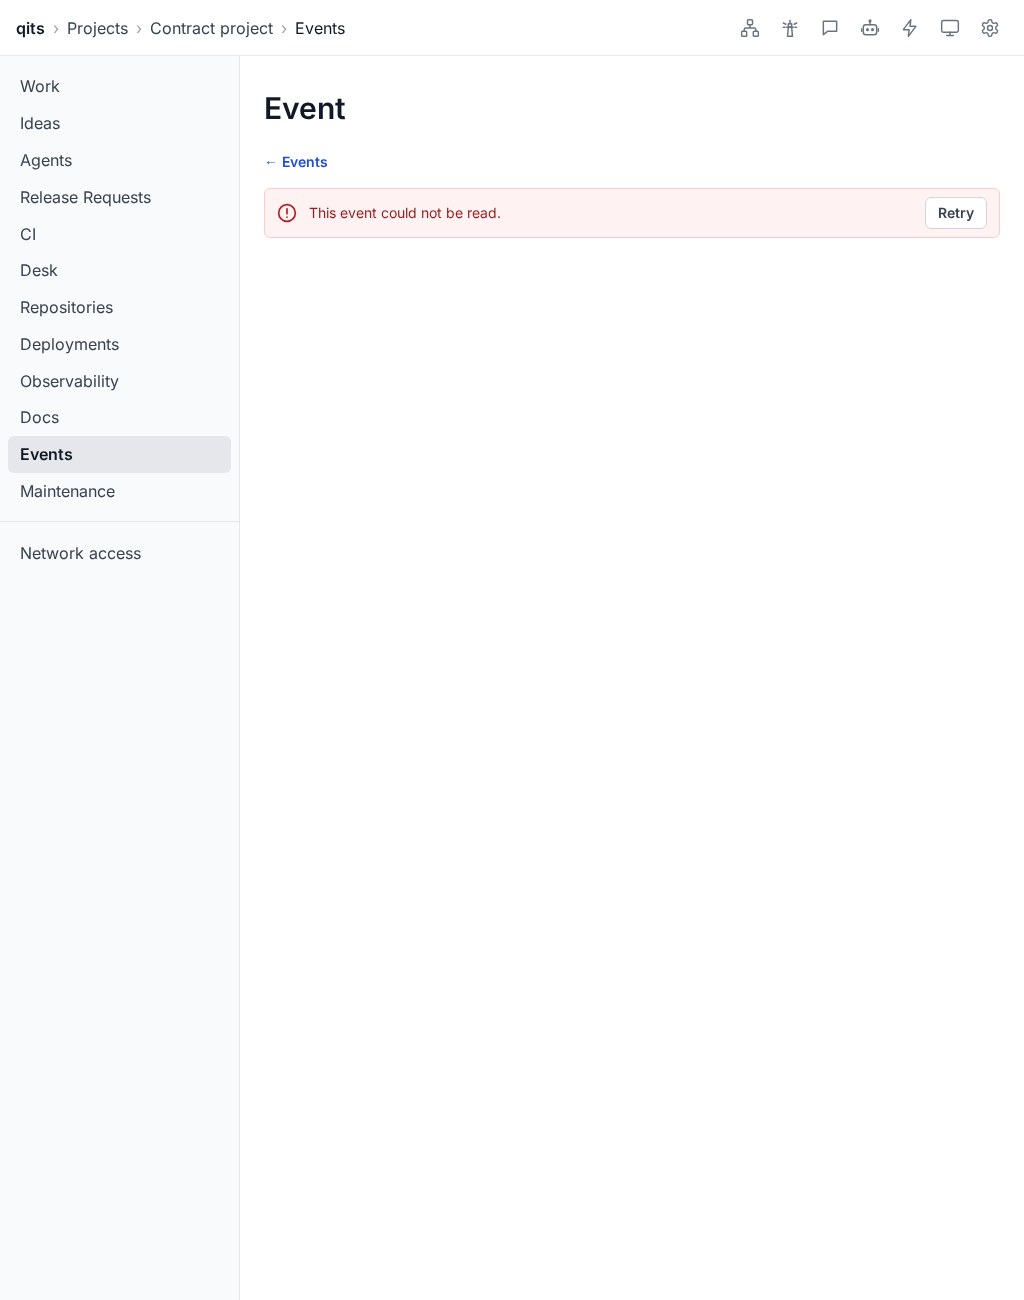 qits › Projects › Contract project › Events
Work
Ideas
Agents
Release Requests
CI
Desk
Repositories
Deployments
Observability
Docs
Events
Maintenance
Network access
Event
← Events
This event could not be read.
Retry